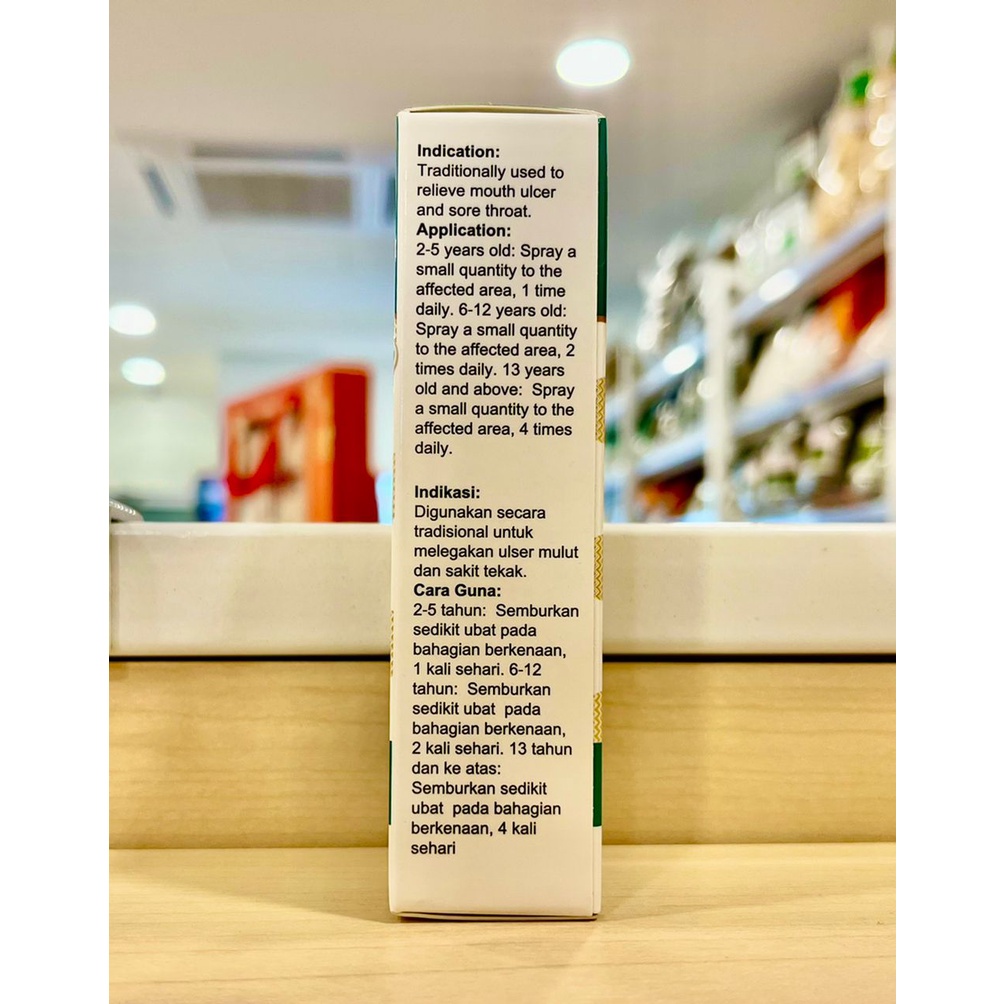 Indication:
Traditionally used to
relieve mouth ulcer
and sore throat.
Application:
2-5 years old: Spray a
small quantity to the
affected area, 1 time
daily. 6-12 years old:
Spray a small quantity
to the affected area, 2
times daily. 13 years
old and above: Spray
a small quantity to the
affected area, 4 times
daily.
Indikasi:
Digunakan secara
tradisional untuk
melegakan ulser mulut
dan sakit tekak.
Cara Guna:
2-5 tahun: Semburkan
sedikit ubat pada
bahagian berkenaan,
1 kali sehari. 6-12
tahun: Semburkan
sedikit ubat pada
bahagian berkenaan,
2 kali sehari. 13 tahun
dan ke atas:
Semburkan sedikit
ubat pada bahagian
berkenaan, 4 kali
sehari